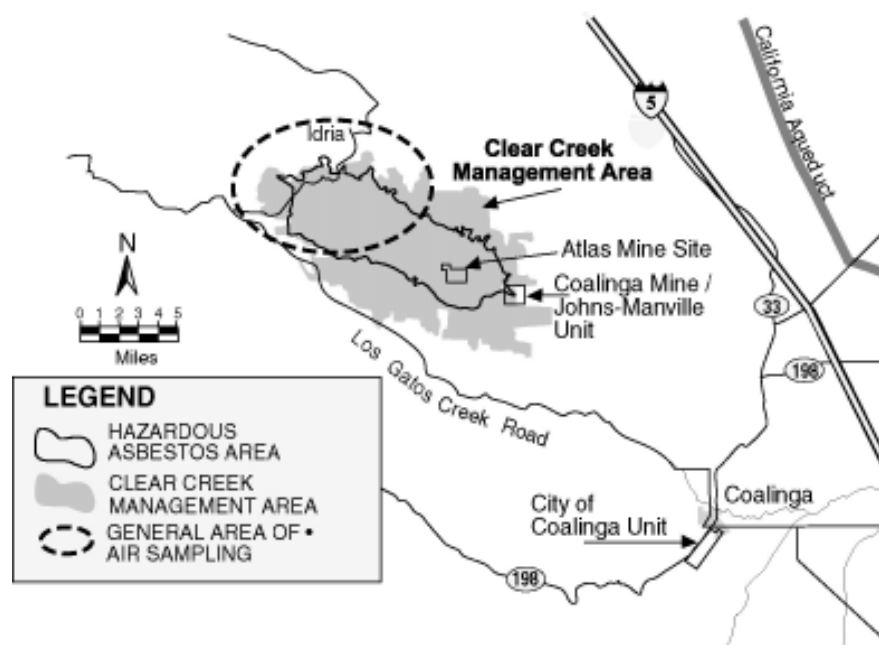 5
California Aqueduct
Idria
Clear Creek
Management Area
Atlas Mine Site
N
Coalinga Mine /
Johns-Manville
Unit
33
0 1 2 3 4 5
Miles
198
Los Gatos Creek Road
LEGEND
HAZARDOUS
ASBESTOS AREA
CLEAR CREEK
MANAGEMENT AREA
GENERAL AREA OF •
AIR SAMPLING
Coalinga
City of
Coalinga Unit
198